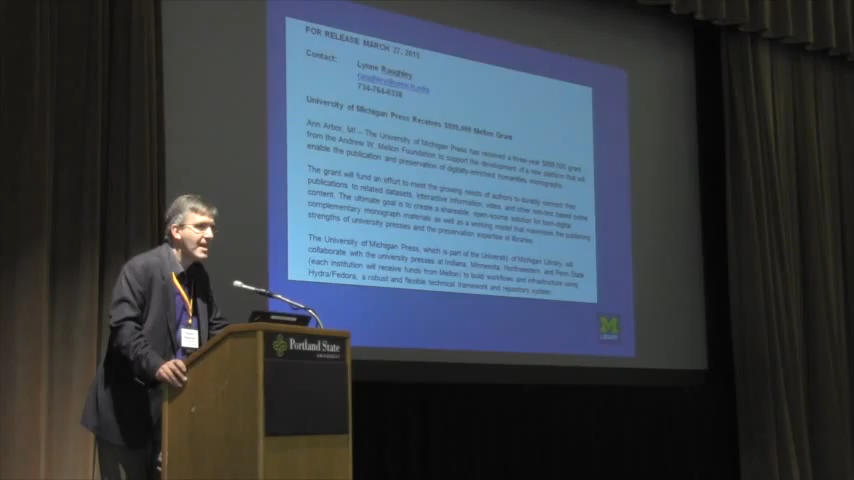 FOR RELEASE MARCH 27, 2015
Contact:
Lynne Raughley
734-764-
University of Michigan Press Receives $899,000 Mellon Grant
Ann Arbor, MI – The University of Michigan Press has received a three-year $899,000 grant
from the Andrew W. Mellon Foundation to support the development of a new platform that will
enable the publication and preservation of digitally-enriched humanities monographs.
The grant will fund an effort to meet the growing needs of authors to durably connect their
publications to related datasets, interactive information, video, and other non-text based online
content. The ultimate goal is to create a shareable, open-source solution for born-digital
complementary monograph materials as well as a working model that maximizes the publishing
strengths of university presses and the preservation expertise of libraries.
The University of Michigan Press, which is part of the University of Michigan Library, will
collaborate with the university presses at Indiana, Minnesota, Northwestern, and Penn State
(each institution will receive funds from Mellon) to build workflows and infrastructure using
Hydra/Fedora, a robust and flexible technical framework and repository system.
M
LIBRARY
Portland State
UNIVERSITY